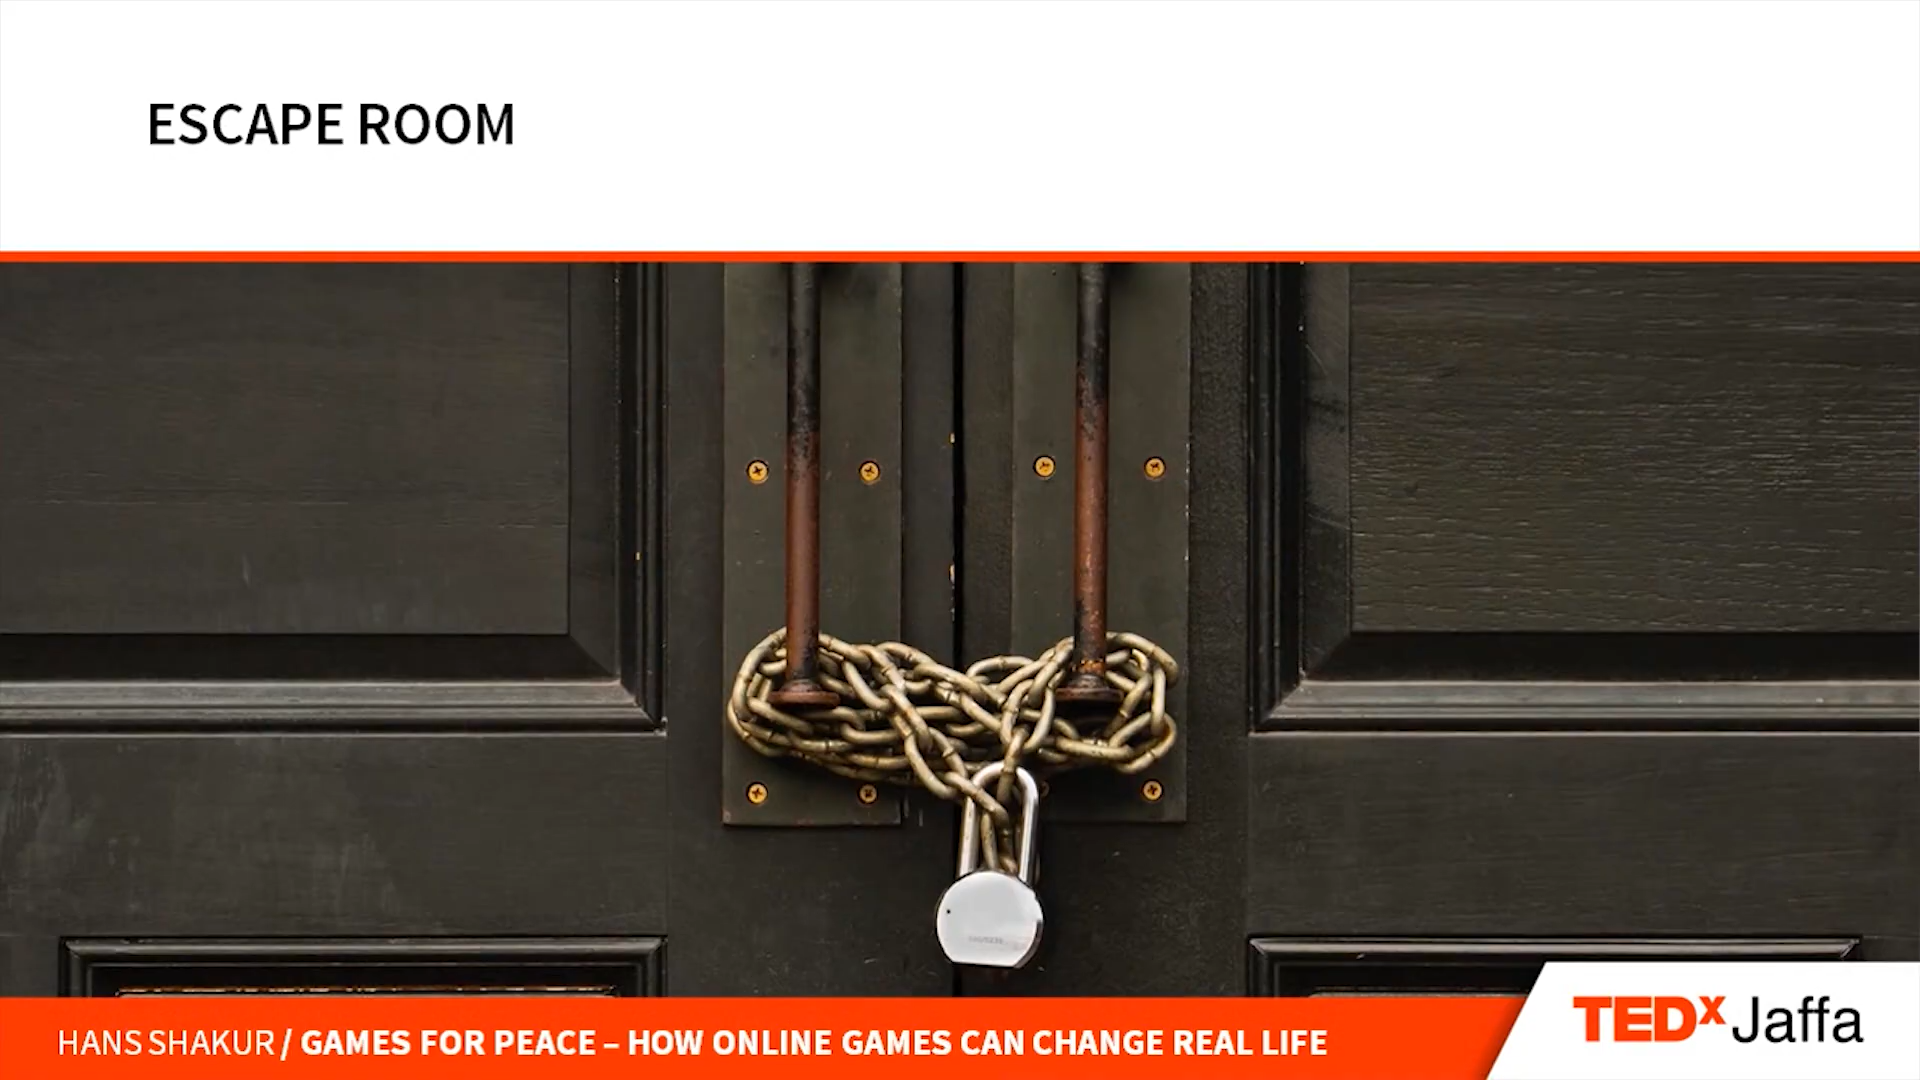 ESCAPE ROOM
HANS SHAKUR / GAMES FOR PEACE – HOW ONLINE GAMES CAN CHANGE REAL LIFE
TEDx Jaffa